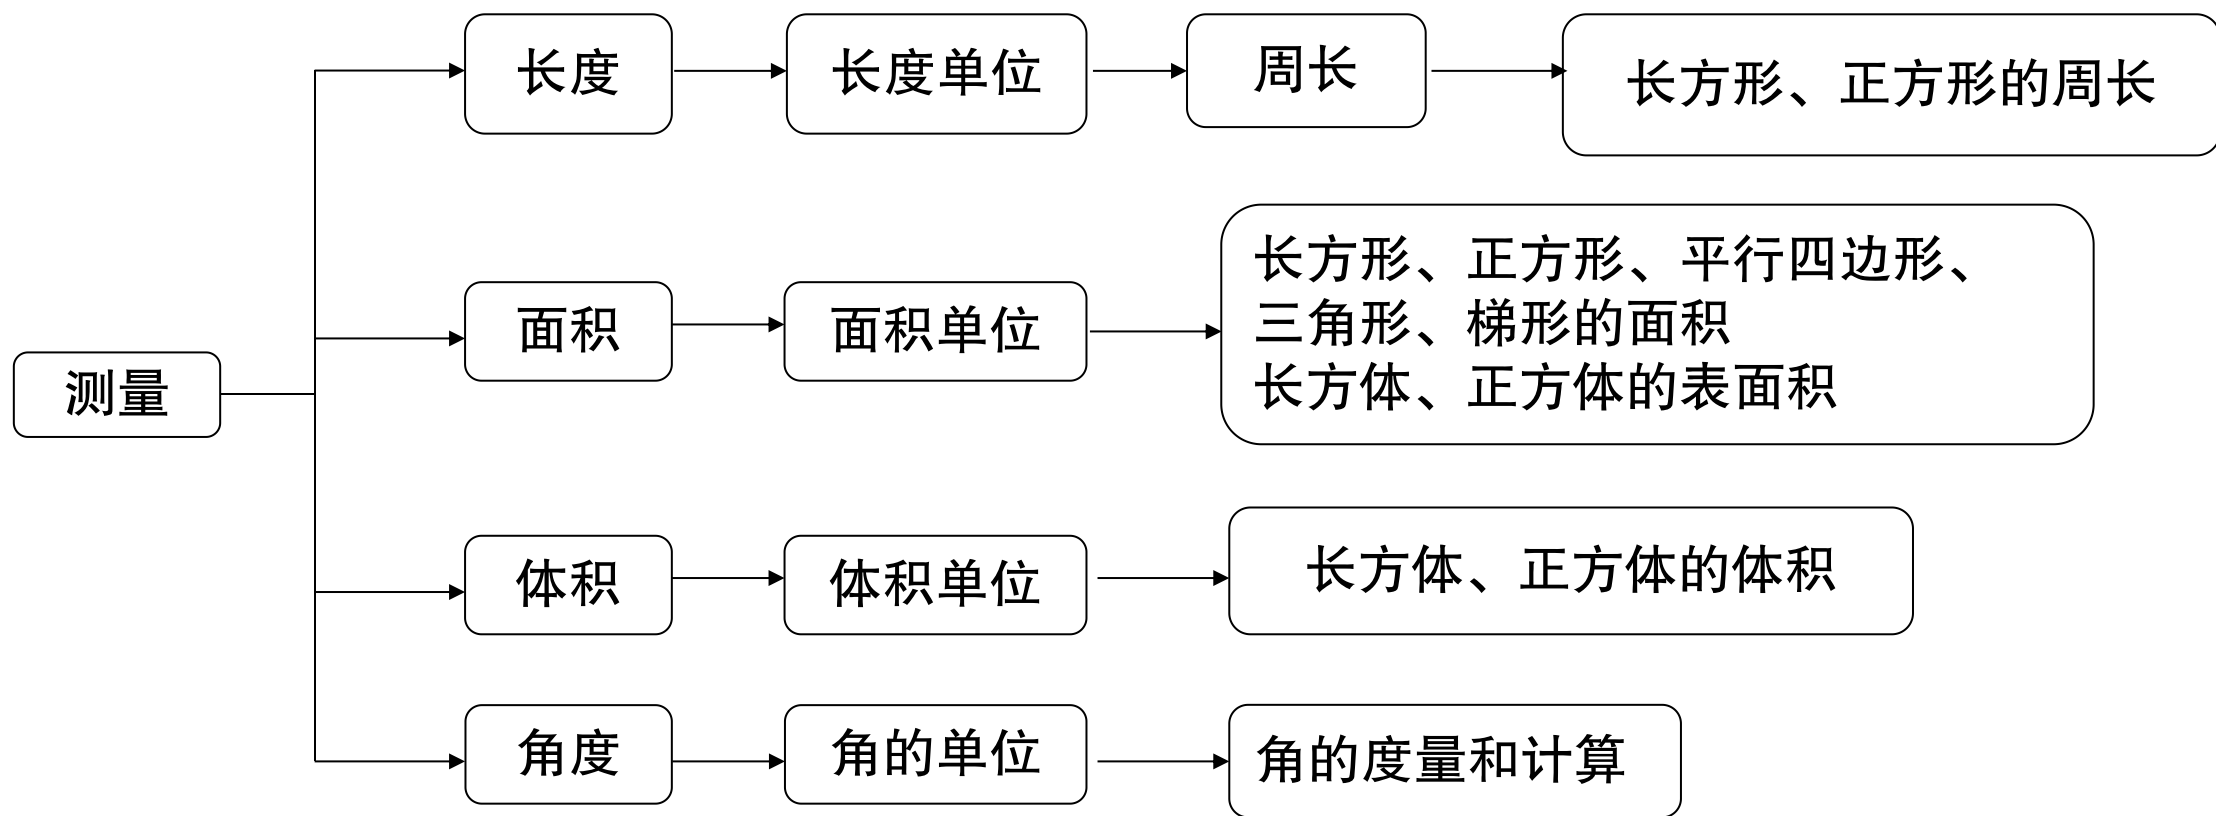 长度
长度单位
周长
长方形、正方形的周长
测量
面积
面积单位
长方形、正方形、平行四边形、
三角形、梯形的面积
长方体、正方体的表面积
体积
体积单位
长方体、正方体的体积
角度
角的单位
角的度量和计算